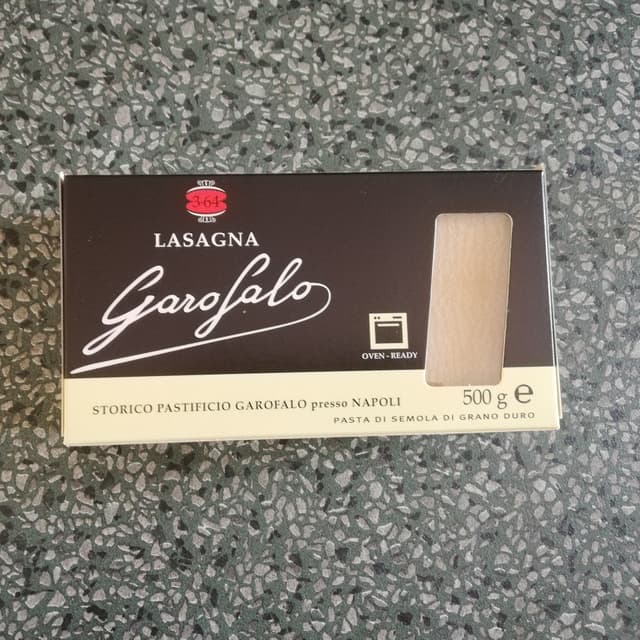 3-64
LASAGNA
Garofalo
OVEN - READY
STORICO PASTIFICIO GAROFALO presso NAPOLI
500 g e
PASTA DI SEMOLA DI GRANO DURO